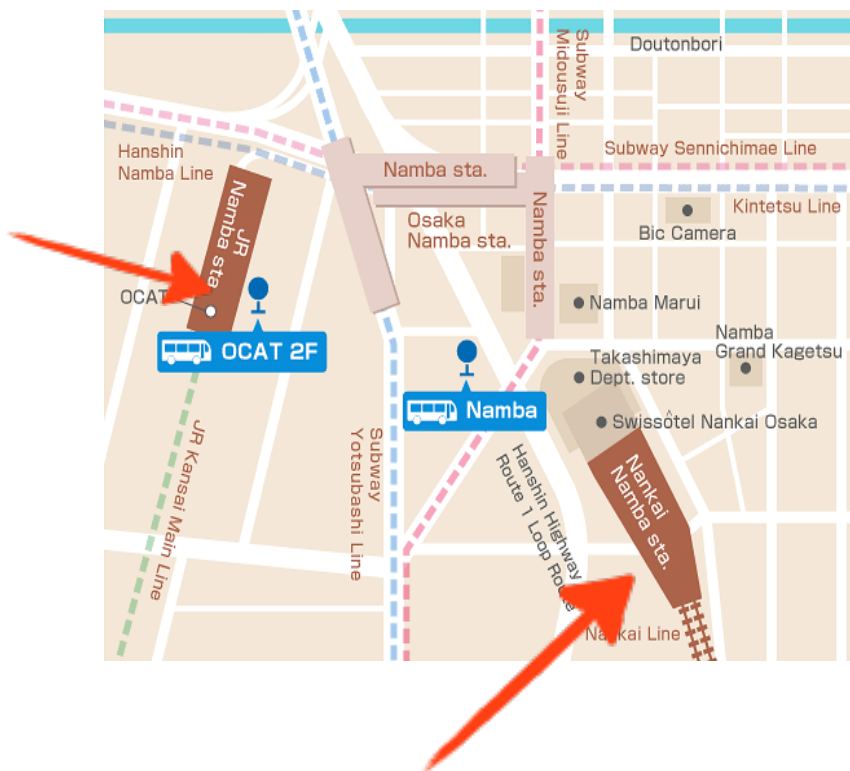 Doutonbori
Subway
Midousuji Line
Subway Sennichimae Line
Hanshin
Namba Line
Namba sta.
Kintetsu Line
JR
Namba sta.
Osaka
Namba sta.
Namba sta.
Bic Camera
OCAT
Namba Marui
OCAT 2F
Namba
Grand Kagetsu
Takashimaya
Dept. store
Namba
Swissôtel Nankai Osaka
JR Kansai Main Line
Subway
Yotsubashi Line
Hanshin Highway
Route 1 Loop Route
Nankai
Namba sta.
Nankai Line